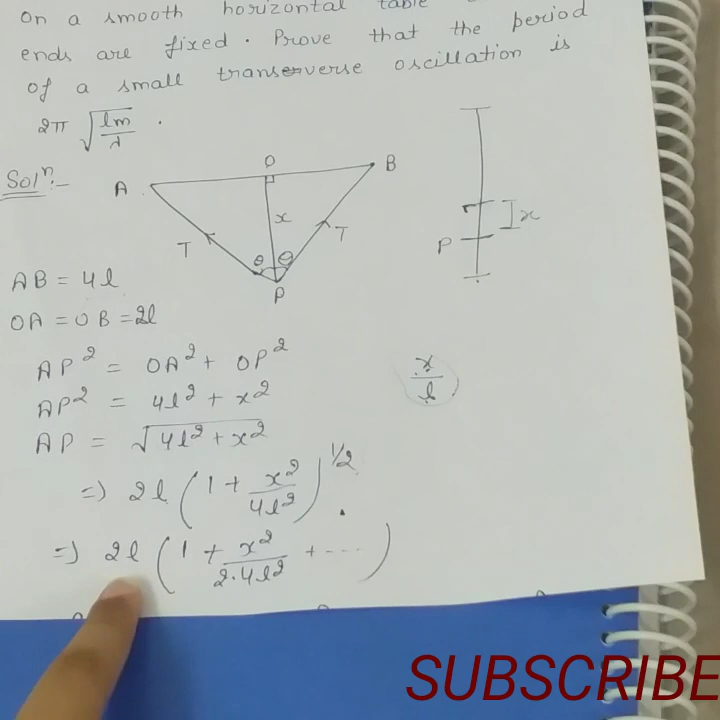 on a smooth horizontal table
ends are fixed. Prove that the period
of a small transverse oscillation is
2π √(lm/λ) .
Solⁿ:-
A
O
B
x
T
T
θ
θ
P
P
x
AB = 4l
OA = OB = 2l
AP² = OA² + OP²
AP² = 4l² + x²
AP = √(4l² + x²)
x/l
=) 2l (1 + x²/4l²)^1/2 .
=) 2l (1 + x²/2·4l² + ----)
SUBSCRIBE